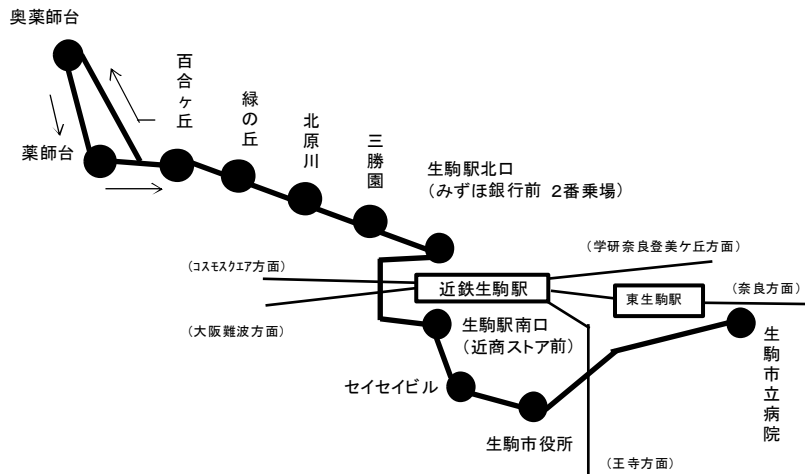 奥薬師台
百合ヶ丘
緑の丘
北原川
三勝園
薬師台
生駒駅北口
(みずほ銀行前 2番乗場)
(学研奈良登美ケ丘方面)
(コスモスクエア方面)
近鉄生駒駅
東生駒駅
(奈良方面)
(大阪難波方面)
生駒駅南口
(近商ストア前)
生駒市立病院
セイセイビル
生駒市役所
(王寺方面)